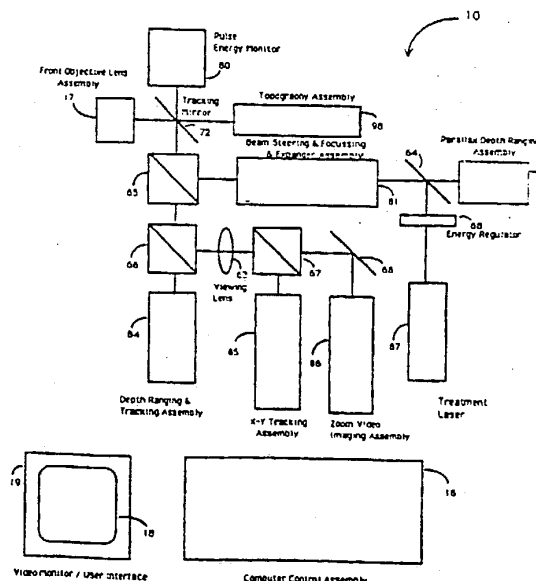 10
Pulse
Energy Monitor
80
Front Objective Lens
Assembly
17
Tracking
Mirror
72
Topography Assembly
98
Beam Steering & Focussing
& Expander Assembly
81
64
Parallax Depth Ranging
Assembly
65
68
Energy Regulator
66
63
Viewing
Lens
67
68
84
85
86
87
Depth Ranging &
Tracking Assembly
X-Y Tracking
Assembly
Zoom Video
Imaging Assembly
Treatment
Laser
19
18
16
Video Monitor / User Interface
Computer Control Assembly